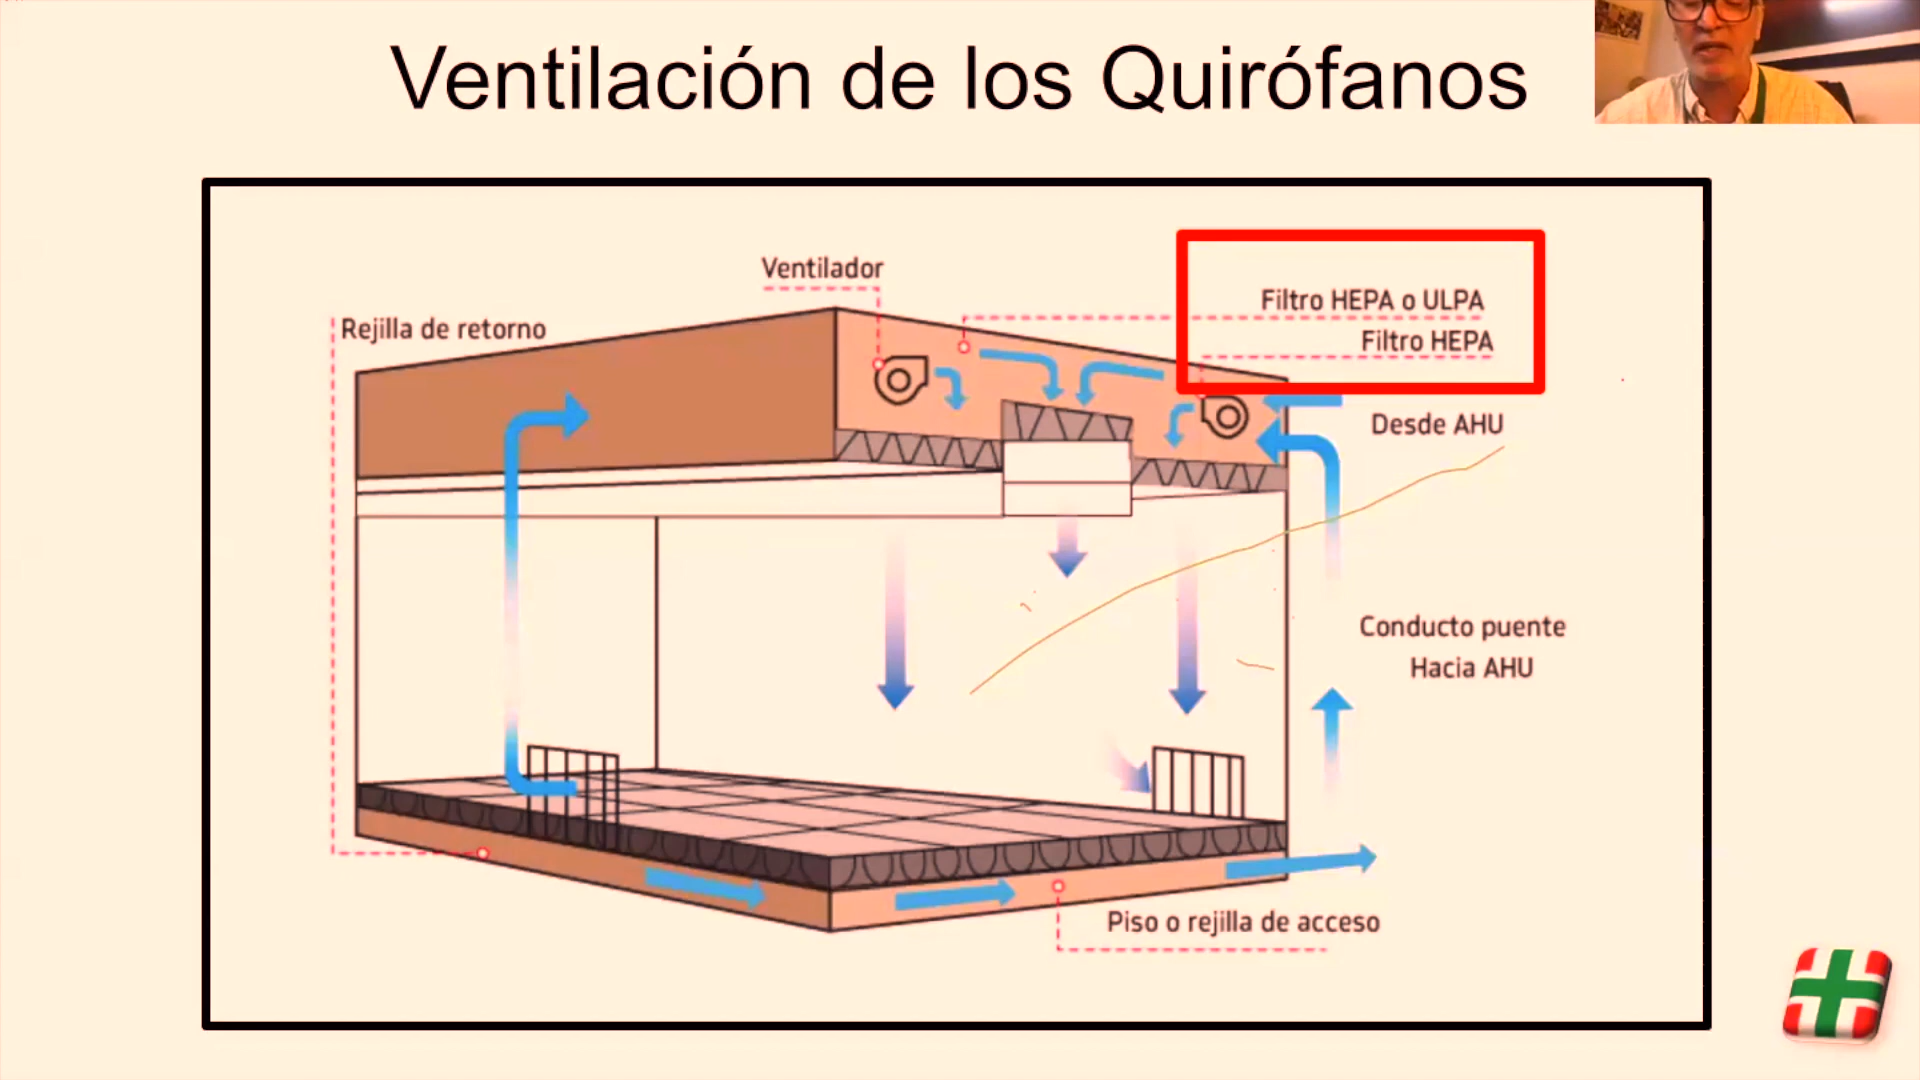 Ventilación de los Quirófanos
Ventilador
Filtro HEPA o ULPA
Rejilla de retorno
Filtro HEPA
Desde AHU
Conducto puente
Hacia AHU
Piso o rejilla de acceso